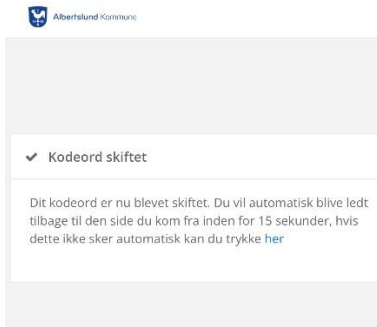 Albertslund Kommune
Kodeord skiftet
Dit kodeord er nu blevet skiftet. Du vil automatisk blive ledt
tilbage til den side du kom fra inden for 15 sekunder, hvis
dette ikke sker automatisk kan du trykke her